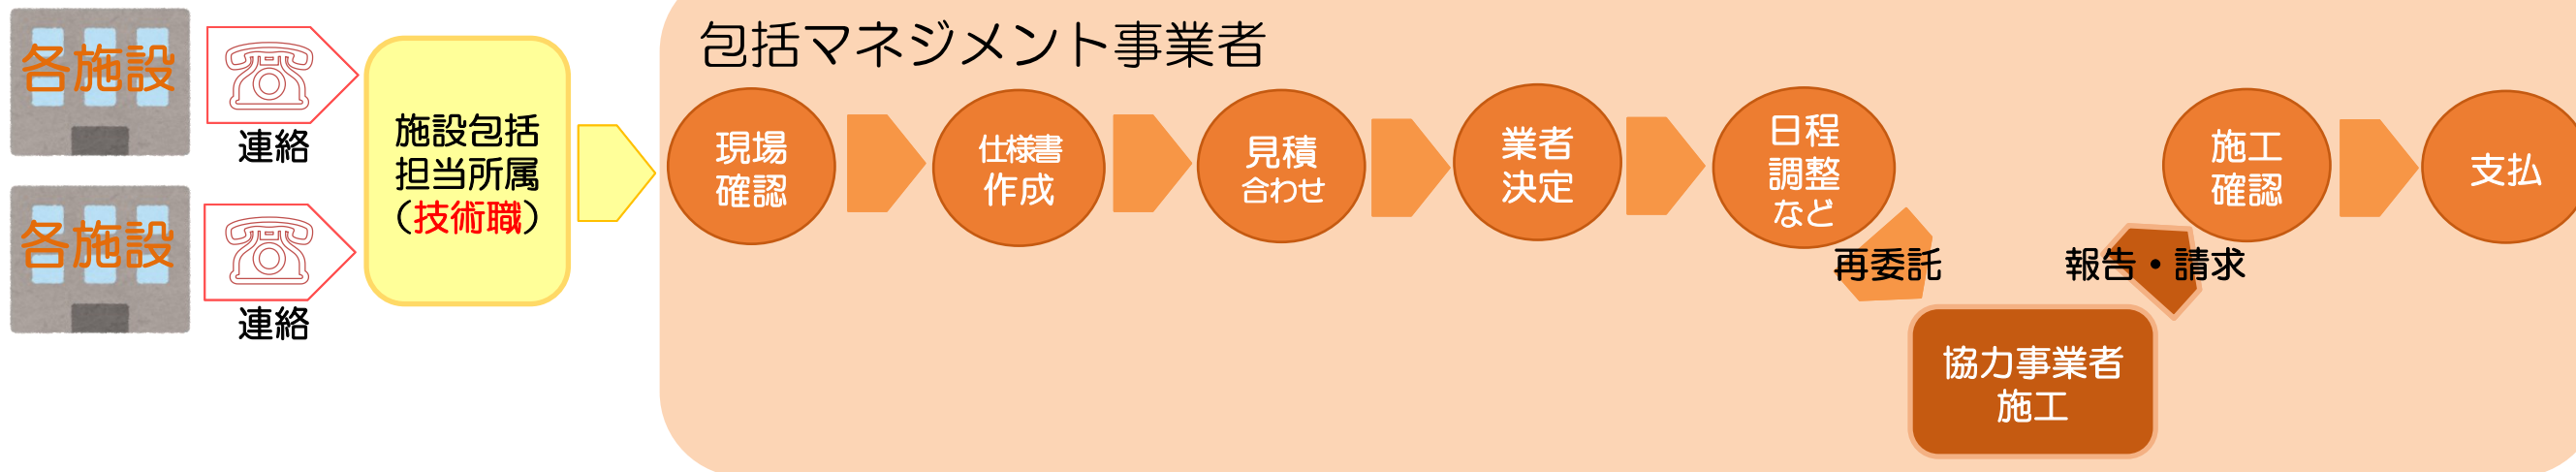 各施設
連絡
各施設
連絡
施設包括
担当所属
（技術職）
包括マネジメント事業者
現場
確認
仕様書
作成
見積
合わせ
業者
決定
日程
調整
など
再委託
協力事業者
施工
報告・請求
施工
確認
支払